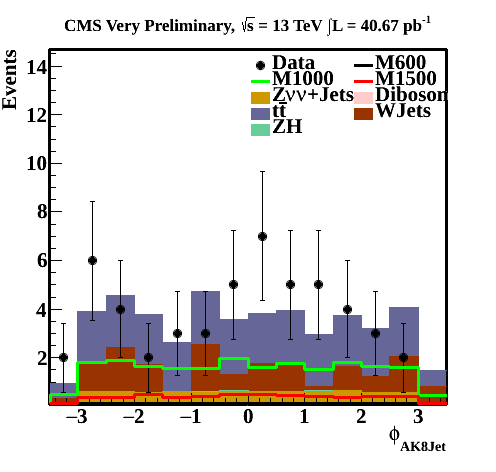 CMS Very Preliminary, √s = 13 TeV ∫L = 40.67 pb⁻¹
Events
Data
M600
M1000
M1500
Zνν+Jets
Diboson
tt̄
WJets
ZH
14
12
10
8
6
4
2
−3 −2 −1 0 1 2 3
ϕ_AK8Jet